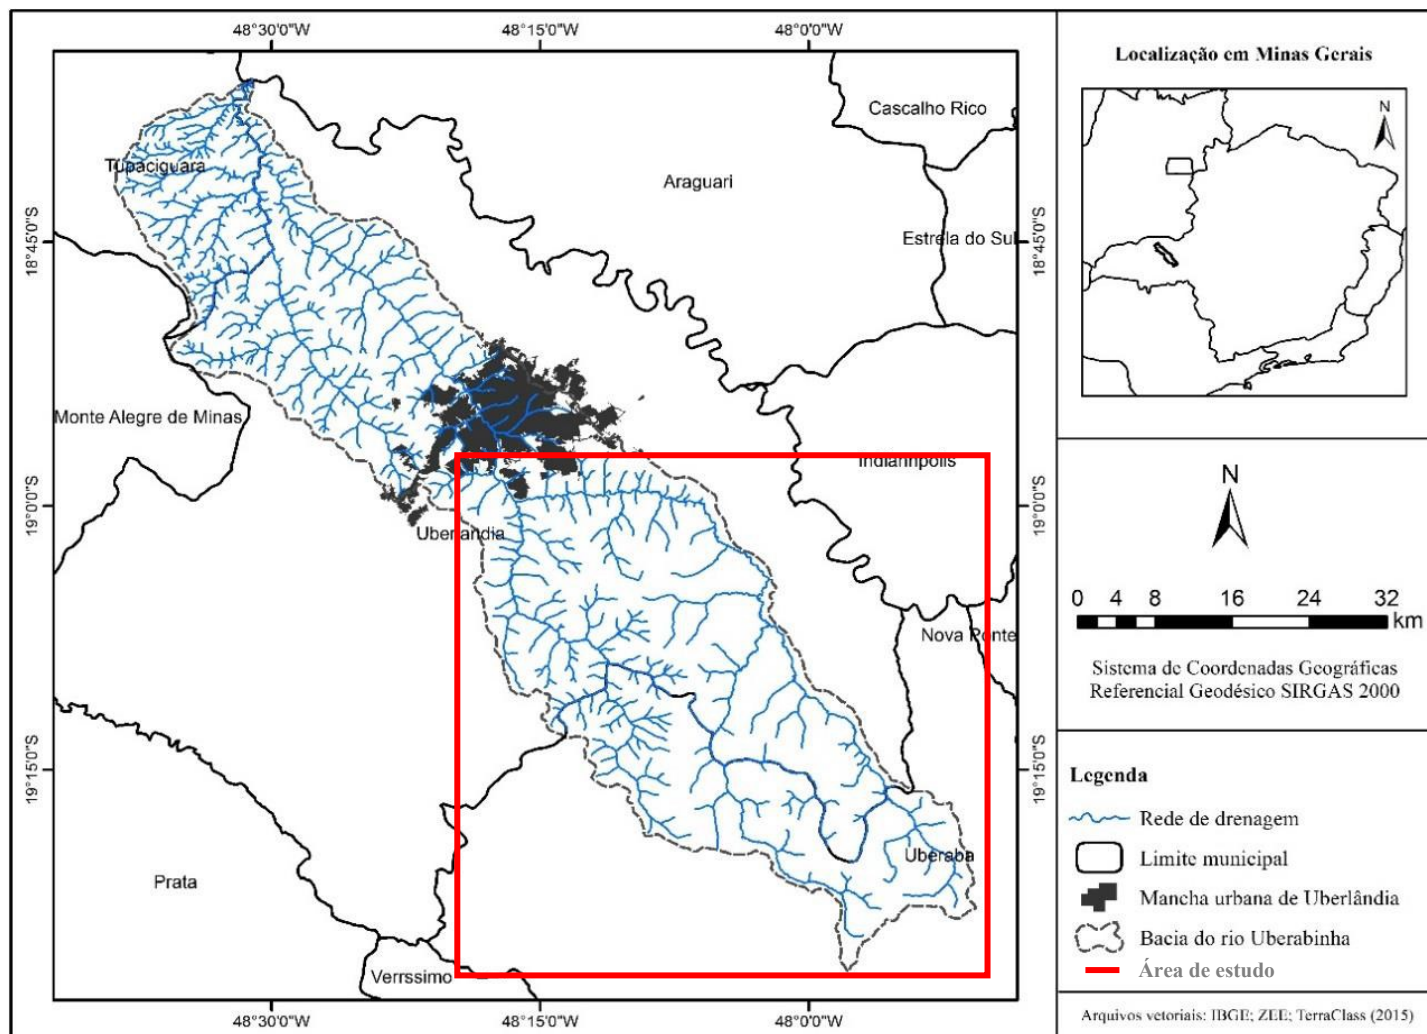 48°30'0"W
48°15'0"W
48°0'0"W
Cascalho Rico
Tupaciguara
Araguari
Estrela do Sul
18°45'0"S
18°45'0"S
Monte Alegre de Minas
Indiannpolis
19°0'0"S
19°0'0"S
Uberlandia
Nova Ponte
19°15'0"S
19°15'0"S
Uberaba
Prata
Verrssimo
48°30'0"W
48°15'0"W
48°0'0"W
Localização em Minas Gerais
N
N
0 4 8 16 24 32
km
Sistema de Coordenadas Geográficas
Referencial Geodésico SIRGAS 2000
Legenda
Rede de drenagem
Limite municipal
Mancha urbana de Uberlândia
Bacia do rio Uberabinha
Área de estudo
Arquivos vetoriais: IBGE; ZEE; TerraClass (2015)